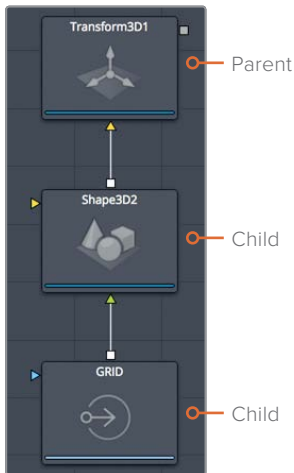 Transform3D1
Parent
Shape3D2
Child
GRID
Child